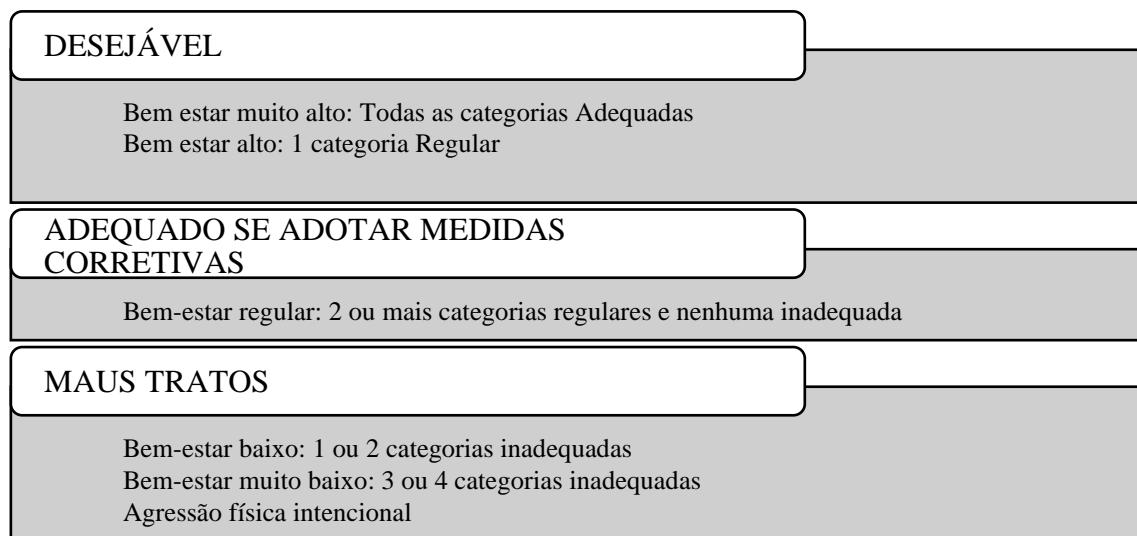 DESEJÁVEL
Bem estar muito alto: Todas as categorias Adequadas
Bem estar alto: 1 categoria Regular
ADEQUADO SE ADOTAR MEDIDAS
CORRETIVAS
Bem-estar regular: 2 ou mais categorias regulares e nenhuma inadequada
MAUS TRATOS
Bem-estar baixo: 1 ou 2 categorias inadequadas
Bem-estar muito baixo: 3 ou 4 categorias inadequadas
Agressão física intencional